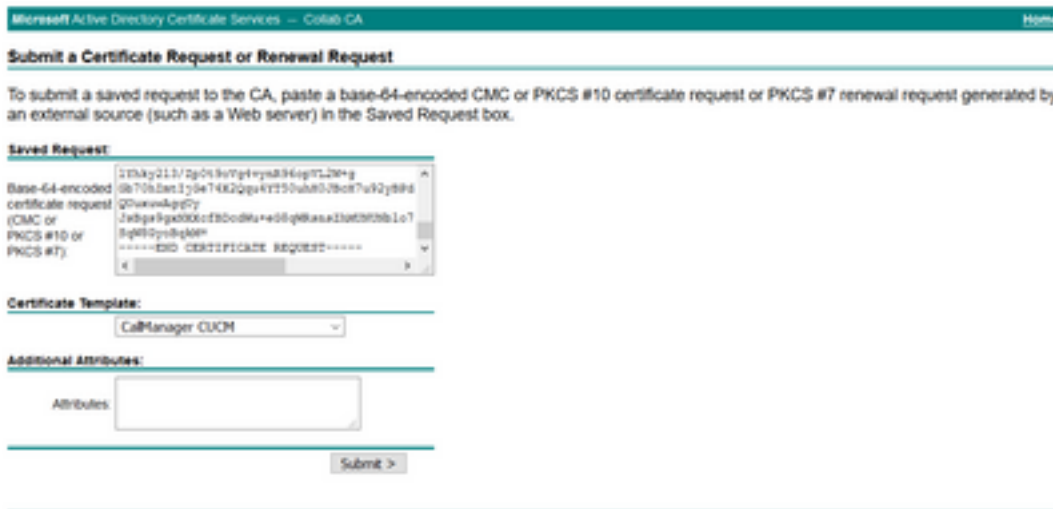 Microsoft Active Directory Certificate Services -- Collab CA
Home
Submit a Certificate Request or Renewal Request
To submit a saved request to the CA, paste a base-64-encoded CMC or PKCS #10 certificate request or PKCS #7 renewal request generated by
an external source (such as a Web server) in the Saved Request box.
Saved Request:
Base-64-encoded
certificate request
(CMC or
PKCS #10 or
PKCS #7):
-----END CERTIFICATE REQUEST-----
Certificate Template:
CallManager CUCM
Additional Attributes:
Attributes:
Submit >